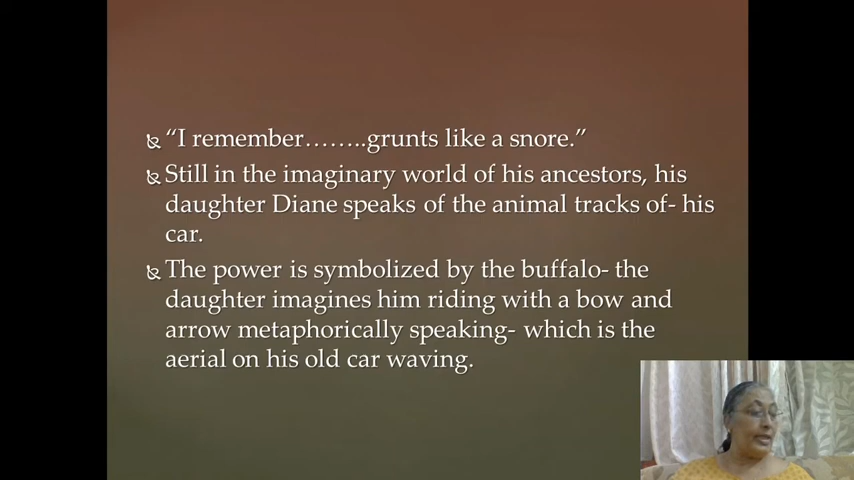 “I remember……..grunts like a snore.”
Still in the imaginary world of his ancestors, his
daughter Diane speaks of the animal tracks of- his
car.
The power is symbolized by the buffalo- the
daughter imagines him riding with a bow and
arrow metaphorically speaking- which is the
aerial on his old car waving.